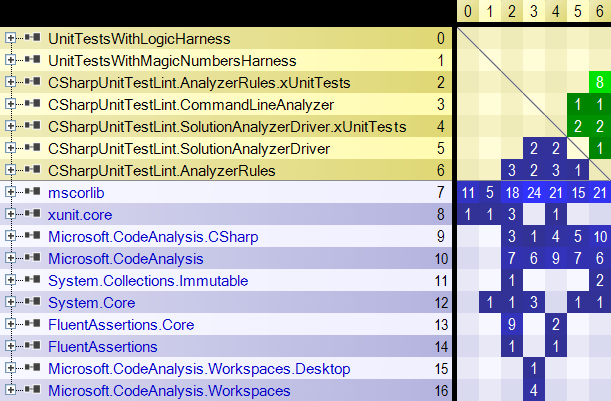 0 1 2 3 4 5 6
UnitTestsWithLogicHarness 0
UnitTestsWithMagicNumbersHarness 1
CSharpUnitTestLint.AnalyzerRules.xUnitTests 2 8
CSharpUnitTestLint.CommandLineAnalyzer 3 1 1
CSharpUnitTestLint.SolutionAnalyzerDriver.xUnitTests 4 2 2
CSharpUnitTestLint.SolutionAnalyzerDriver 5 2 2 1
CSharpUnitTestLint.AnalyzerRules 6 3 2 3 1
mscorlib 7 11 5 18 24 21 15 21
xunit.core 8 1 1 3 1
Microsoft.CodeAnalysis.CSharp 9 3 1 4 5 10
Microsoft.CodeAnalysis 10 7 6 9 7 6
System.Collections.Immutable 11 1 2
System.Core 12 1 1 3 1 1
FluentAssertions.Core 13 9 2
FluentAssertions 14 1 1
Microsoft.CodeAnalysis.Workspaces.Desktop 15 1
Microsoft.CodeAnalysis.Workspaces 16 4